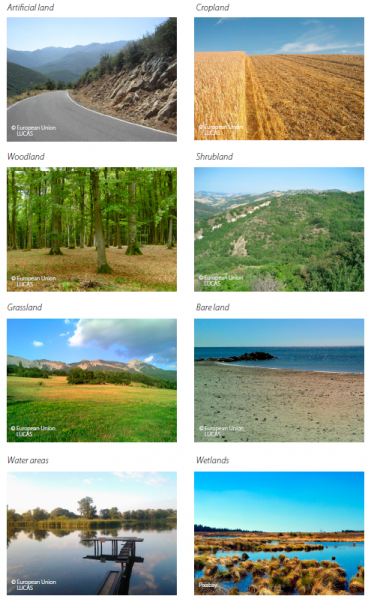 Artificial land
Cropland
© European Union
LUCAS
© European Union
LUCAS
Woodland
Shrubland
© European Union
LUCAS
© European Union
LUCAS
Grassland
Bare land
© European Union
LUCAS
© European Union
LUCAS
Water areas
Wetlands
© European Union
LUCAS
Pixabay